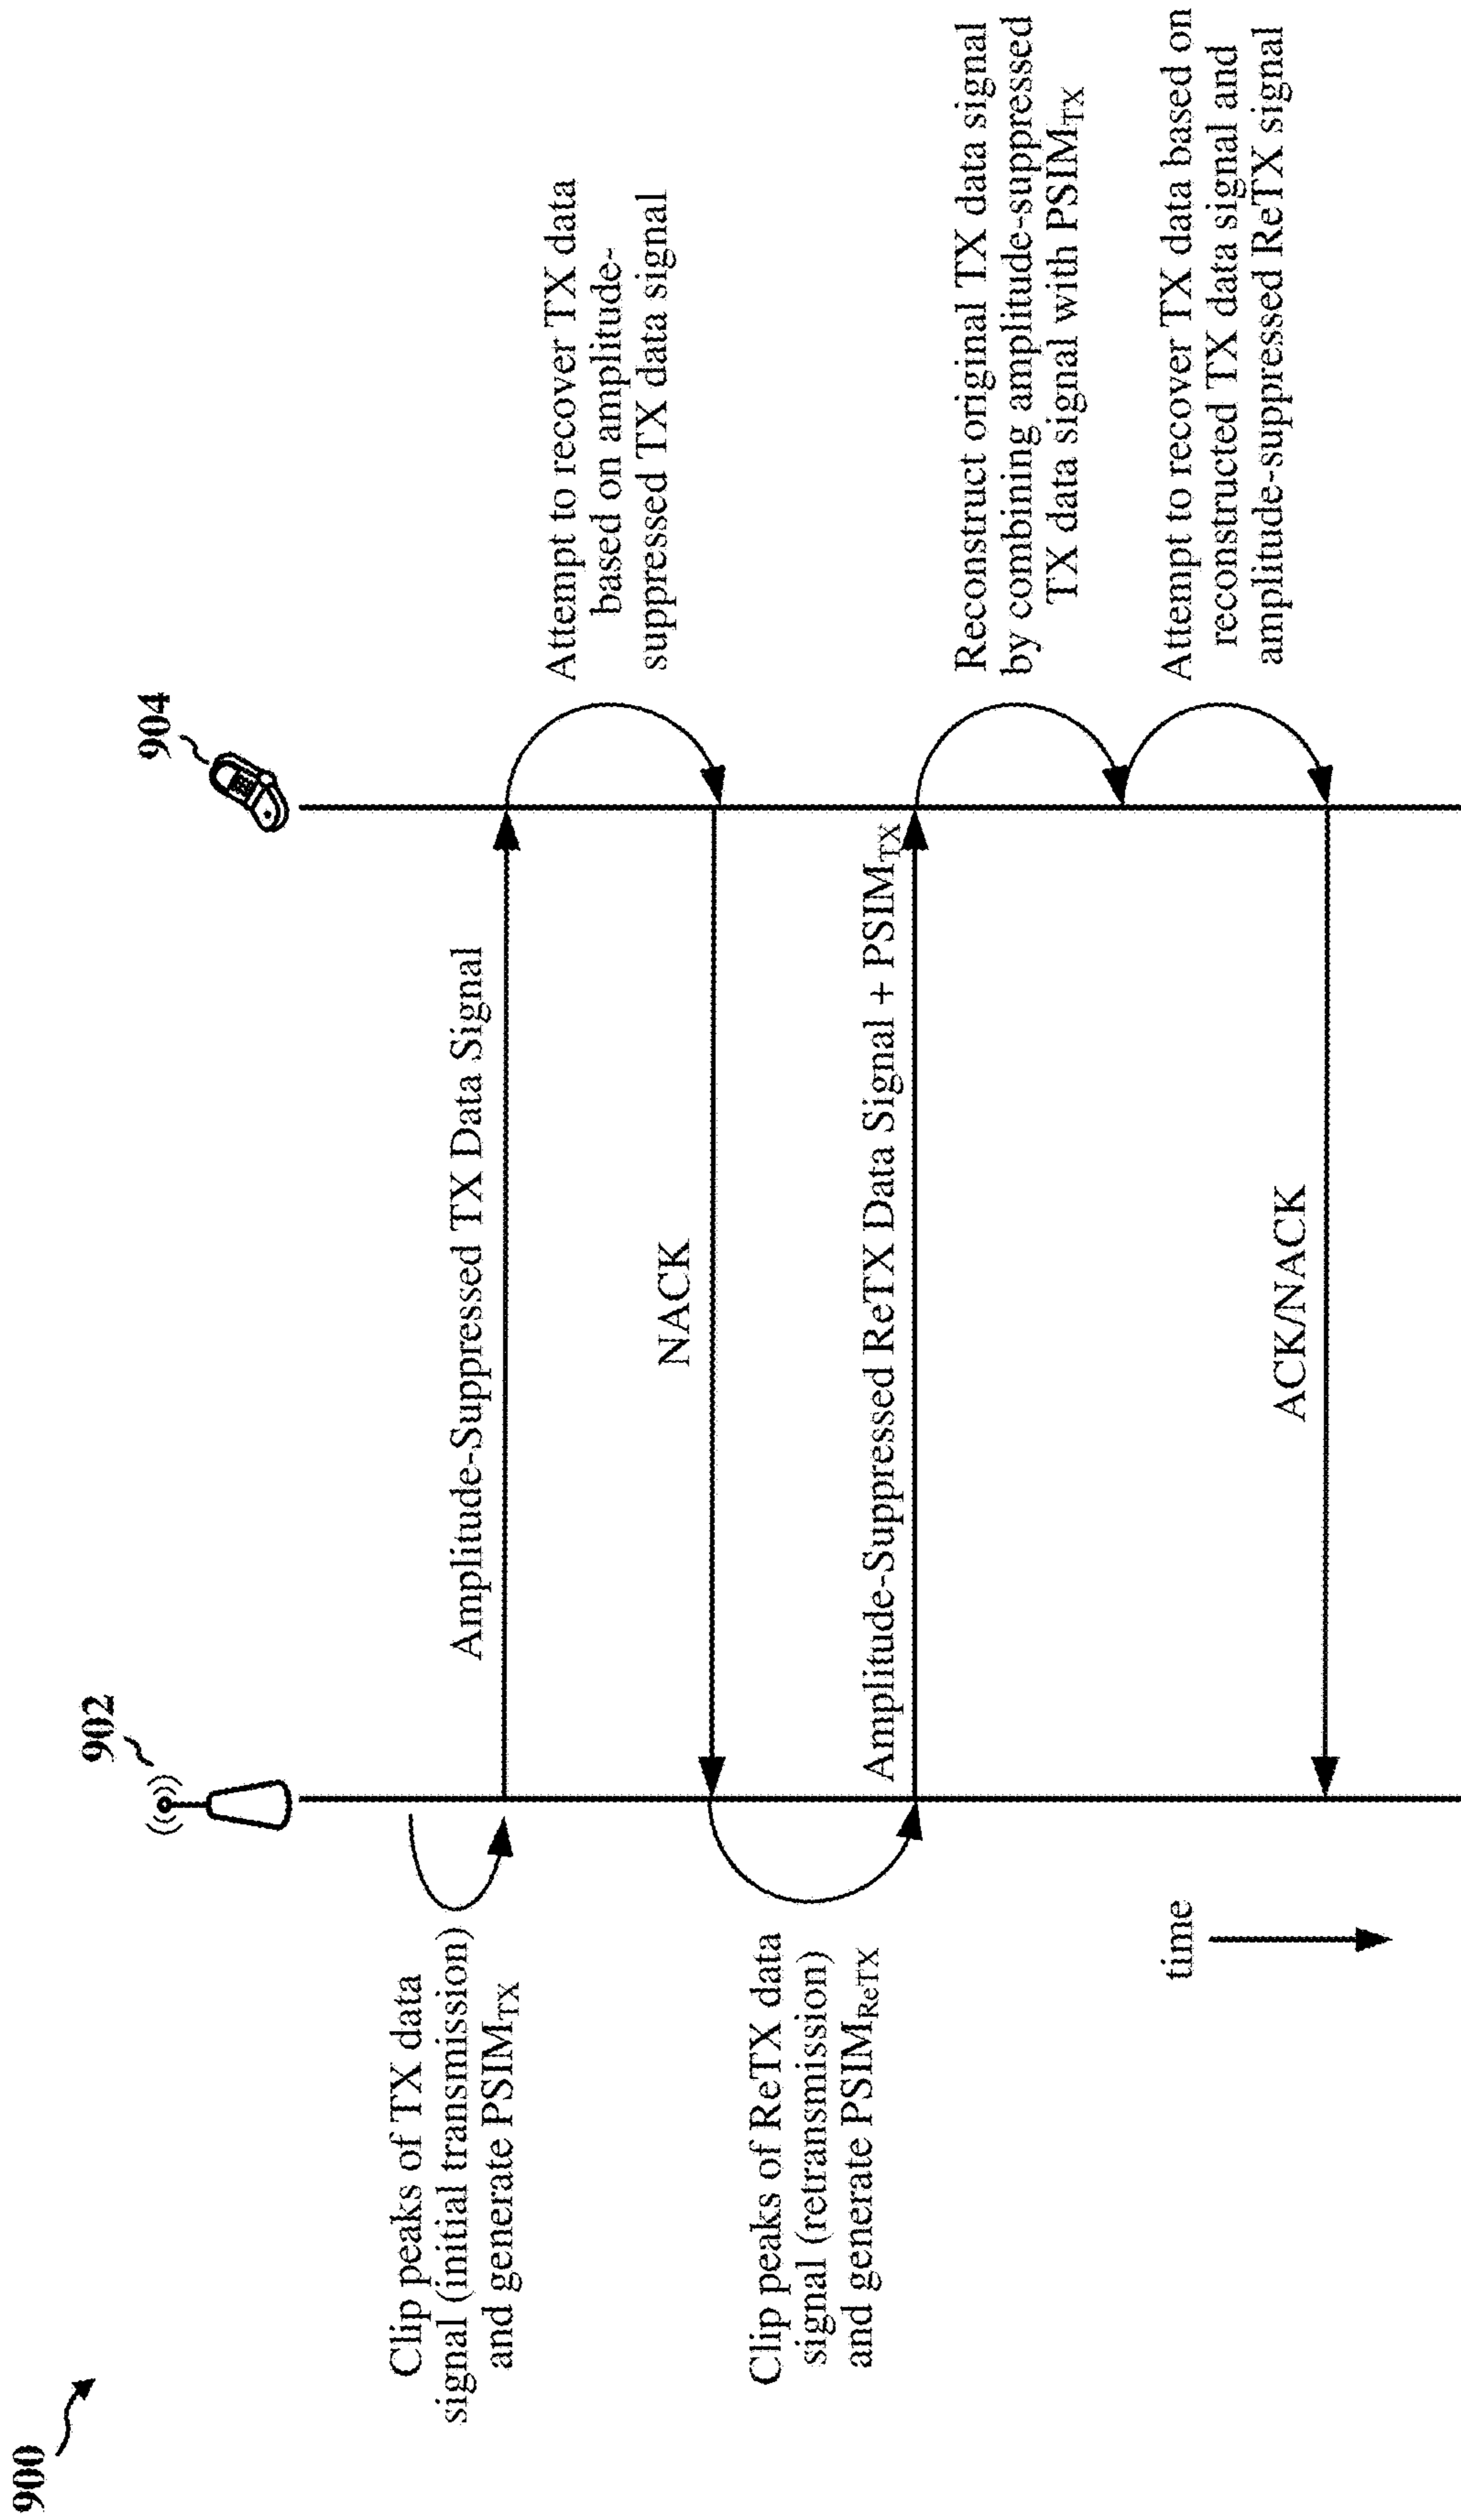 900
902
904
Clip peaks of TX data
signal (initial transmission)
and generate PSIM_TX
Amplitude-Suppressed TX Data Signal
Attempt to recover TX data
based on amplitude-
suppressed TX data signal
NACK
Clip peaks of ReTX data
signal (retransmission)
and generate PSIM_ReTX
Amplitude-Suppressed ReTX Data Signal + PSIM_TX
Reconstruct original TX data signal
by combining amplitude-suppressed
TX data signal with PSIM_TX
Attempt to recover TX data based on
reconstructed TX data signal and
amplitude-suppressed ReTX signal
ACK/NACK
time